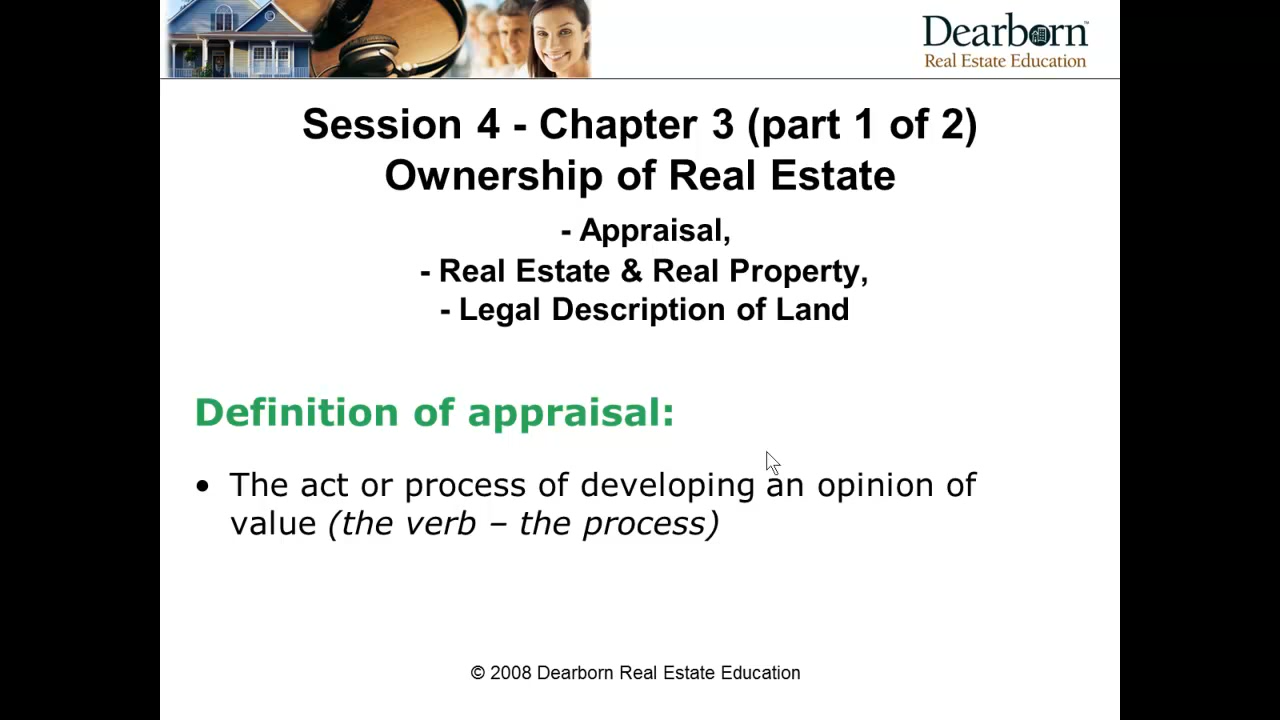 Dearborn™
Real Estate Education
Session 4 - Chapter 3 (part 1 of 2)
Ownership of Real Estate
- Appraisal,
- Real Estate & Real Property,
- Legal Description of Land
Definition of appraisal:
• The act or process of developing an opinion of
value (the verb – the process)
© 2008 Dearborn Real Estate Education